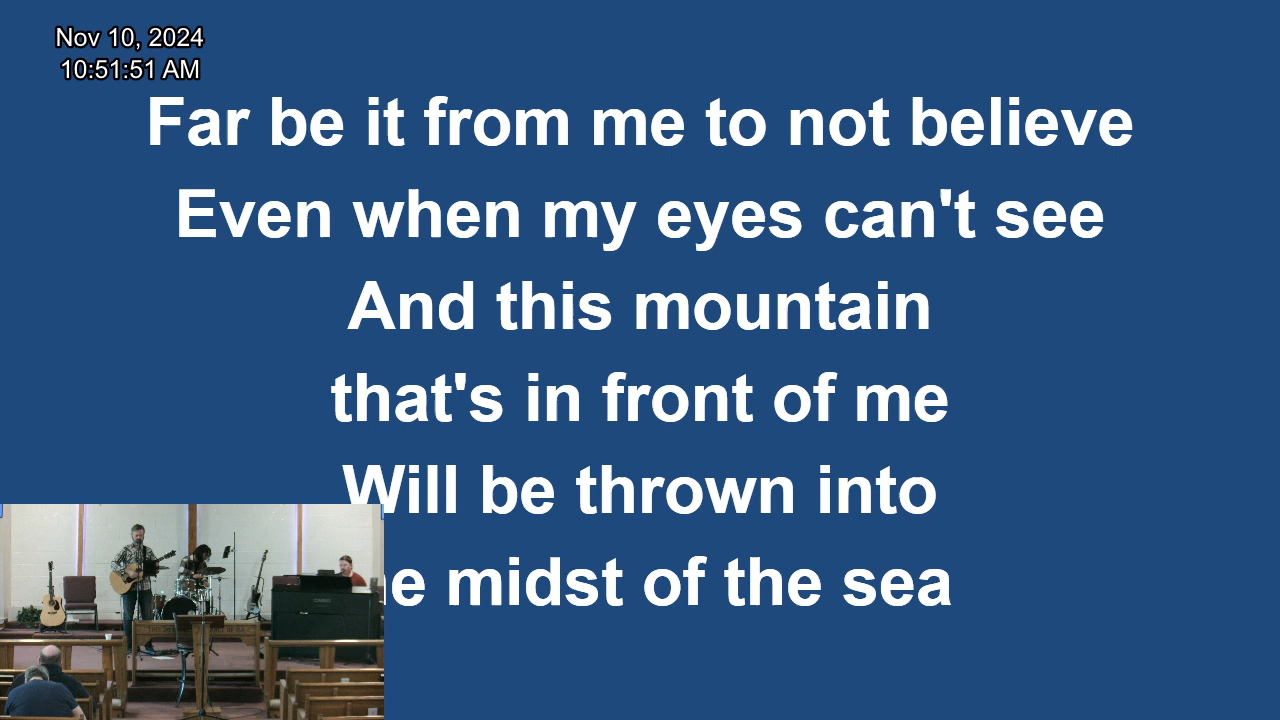 Nov 10, 2024
10:51:51 AM
Far be it from me to not believe
Even when my eyes can't see
And this mountain
that's in front of me
Will be thrown into
midst of the sea